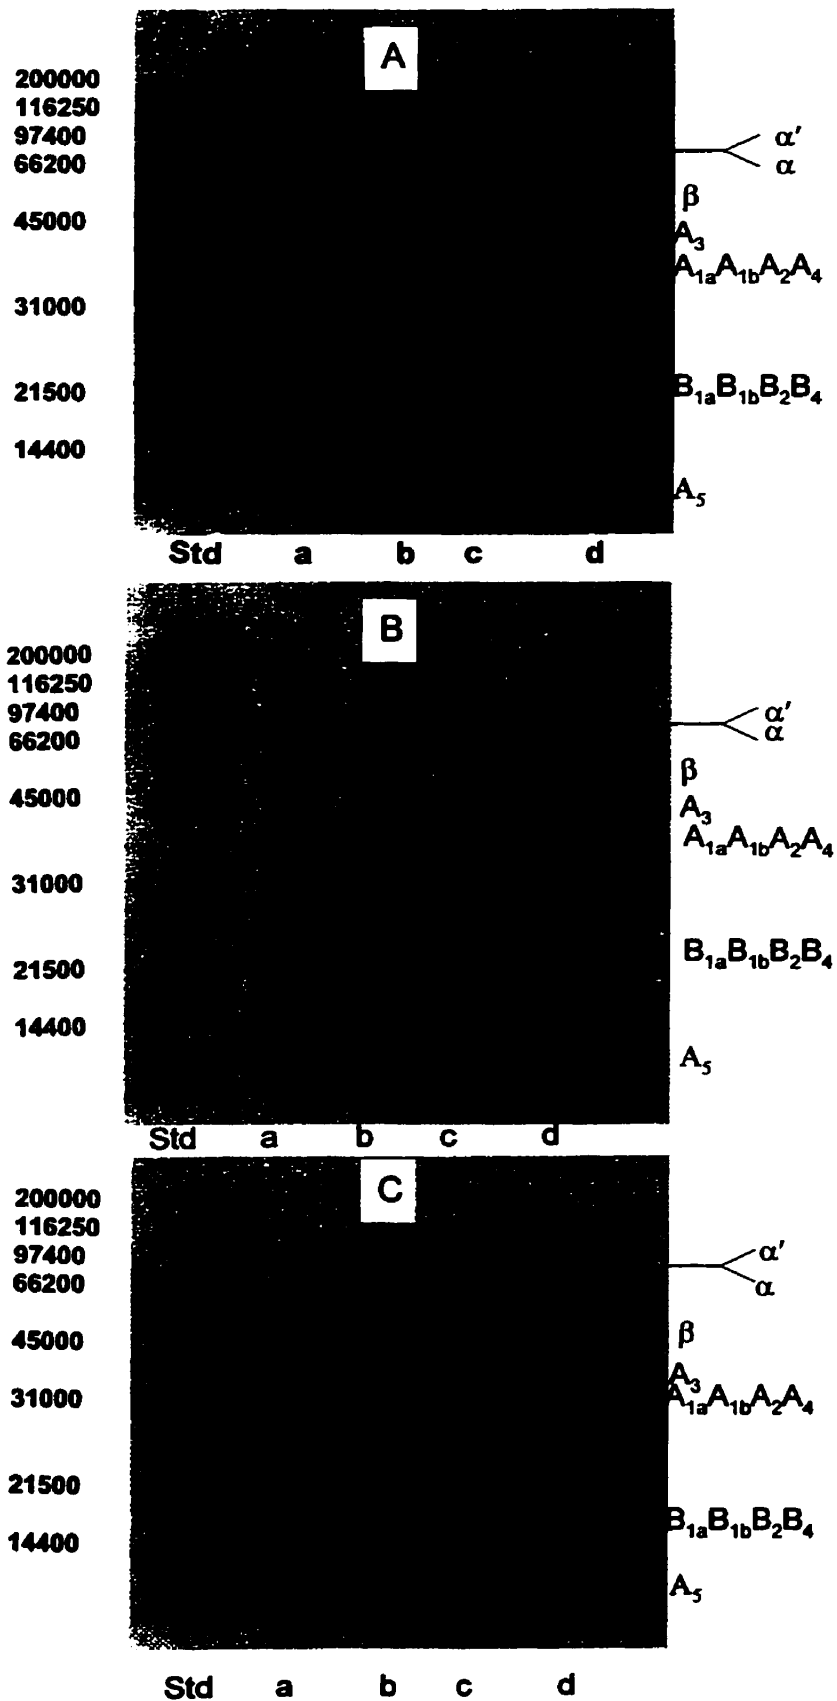 A
200000
116250
97400 α'
66200 α
β
45000 A₃
A₁ₐA₁bA₂A₄
31000
21500 B₁ₐB₁bB₂B₄
14400
A₅
Std a b c d
B
200000
116250
97400 α'
66200 α
β
45000 A₃
A₁ₐA₁bA₂A₄
31000
21500 B₁ₐB₁bB₂B₄
14400
A₅
Std a b c d
C
200000
116250
97400 α'
66200 α
45000 β
A₃
31000 A₁ₐA₁bA₂A₄
21500
B₁ₐB₁bB₂B₄
14400
A₅
Std a b c d